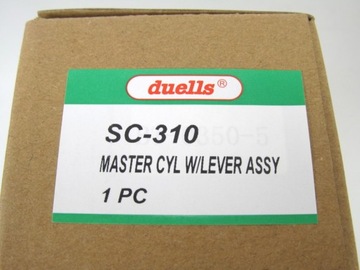 duells®
SC-310
MASTER CYL W/LEVER ASSY
1 PC